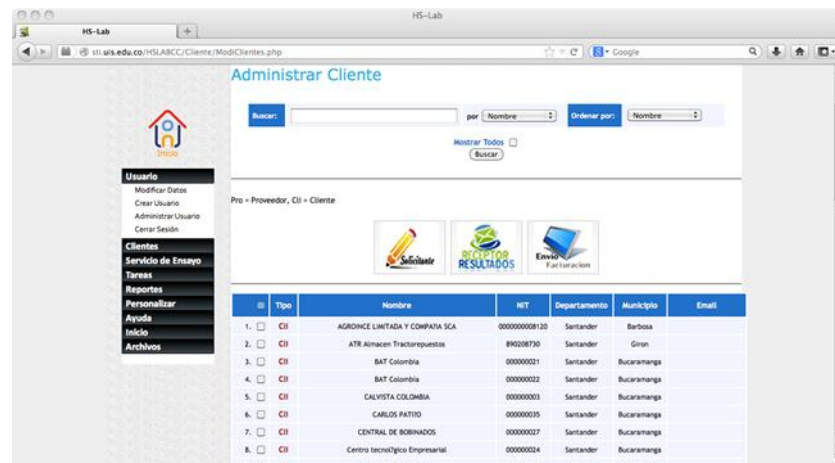 HS-Lab
HS-Lab
sti.uis.edu.co/HSLABCC/Cliente/ModiClientes.php
Google
Administrar Cliente
Buscar:
por
Nombre
Ordenar por:
Nombre
Mostrar Todos
Buscar
Inicio
Usuario
Modificar Datos
Crear Usuario
Administrar Usuario
Cerrar Sesión
Clientes
Servicio de Ensayo
Tareas
Reportes
Personalizar
Ayuda
Inicio
Archivos
Pro = Proveedor, Cli = Cliente
Solicitante
RECEPTOR
RESULTADOS
Envio
Facturacion
Tipo Nombre NIT Departamento Municipio Email
1. Cli AGROINCE LIMITADA Y COMPATIA SCA 0000000008120 Santander Barbosa
2. Cli ATR Almacen Tractorepuestos 890208730 Santander Giron
3. Cli BAT Colombia 000000021 Santander Bucaramanga
4. Cli BAT Colombia 000000022 Santander Bucaramanga
5. Cli CALVISTA COLOMBIA 000000003 Santander Bucaramanga
6. Cli CARLOS PATI?O 000000035 Santander Bucaramanga
7. Cli CENTRAL DE BOBINADOS 000000027 Santander Bucaramanga
8. Cli Centro tecnol?gico Empresarial 000000024 Santander Bucaramanga